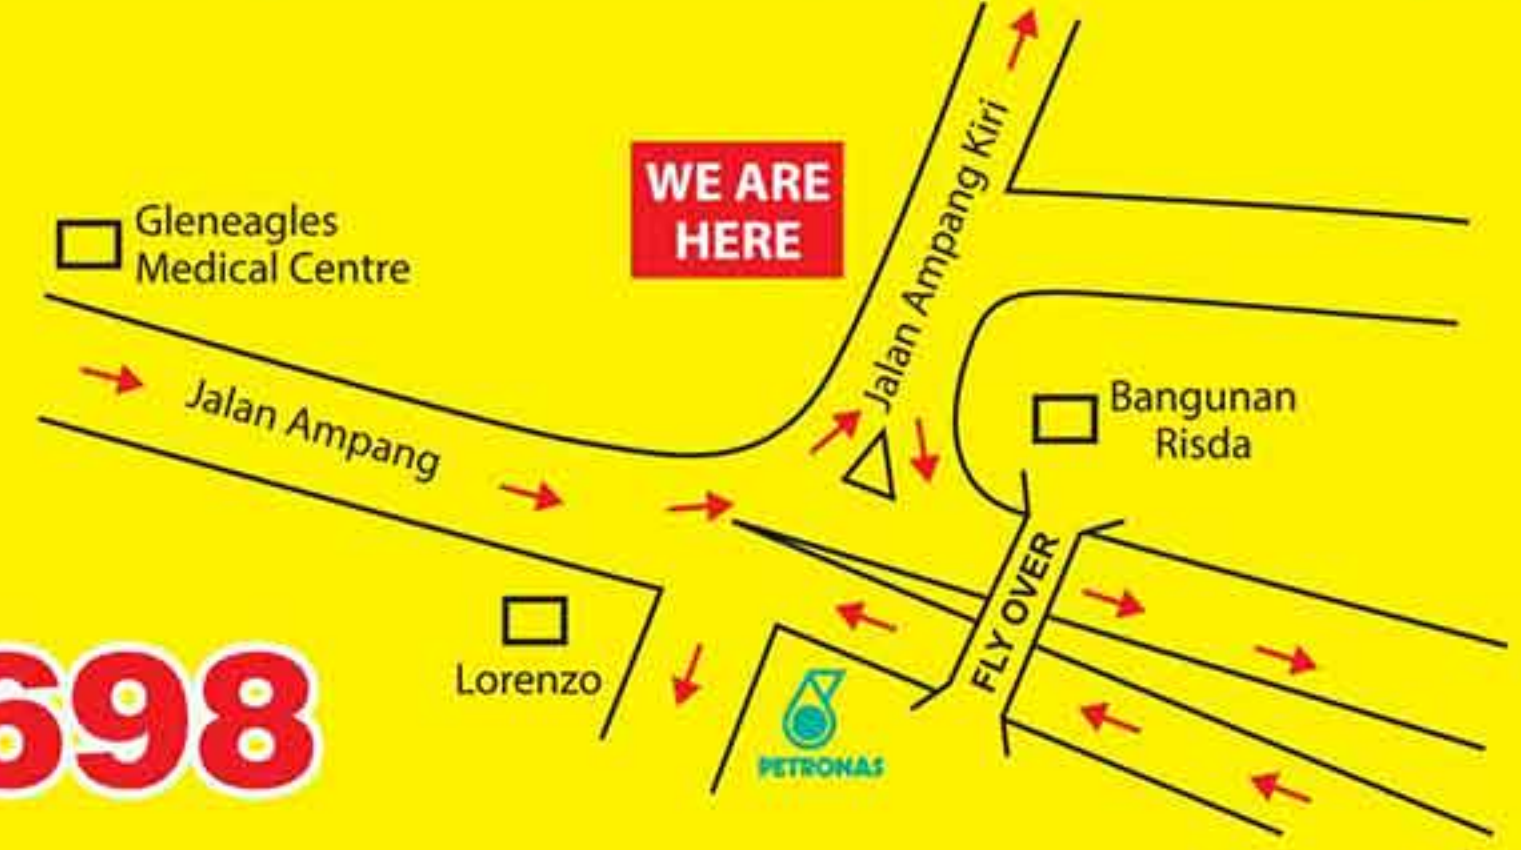 WE ARE
HERE
Jalan Ampang Kiri
Gleneagles
Medical Centre
Jalan Ampang
Bangunan
Risda
FLY OVER
Lorenzo
PETRONAS
698